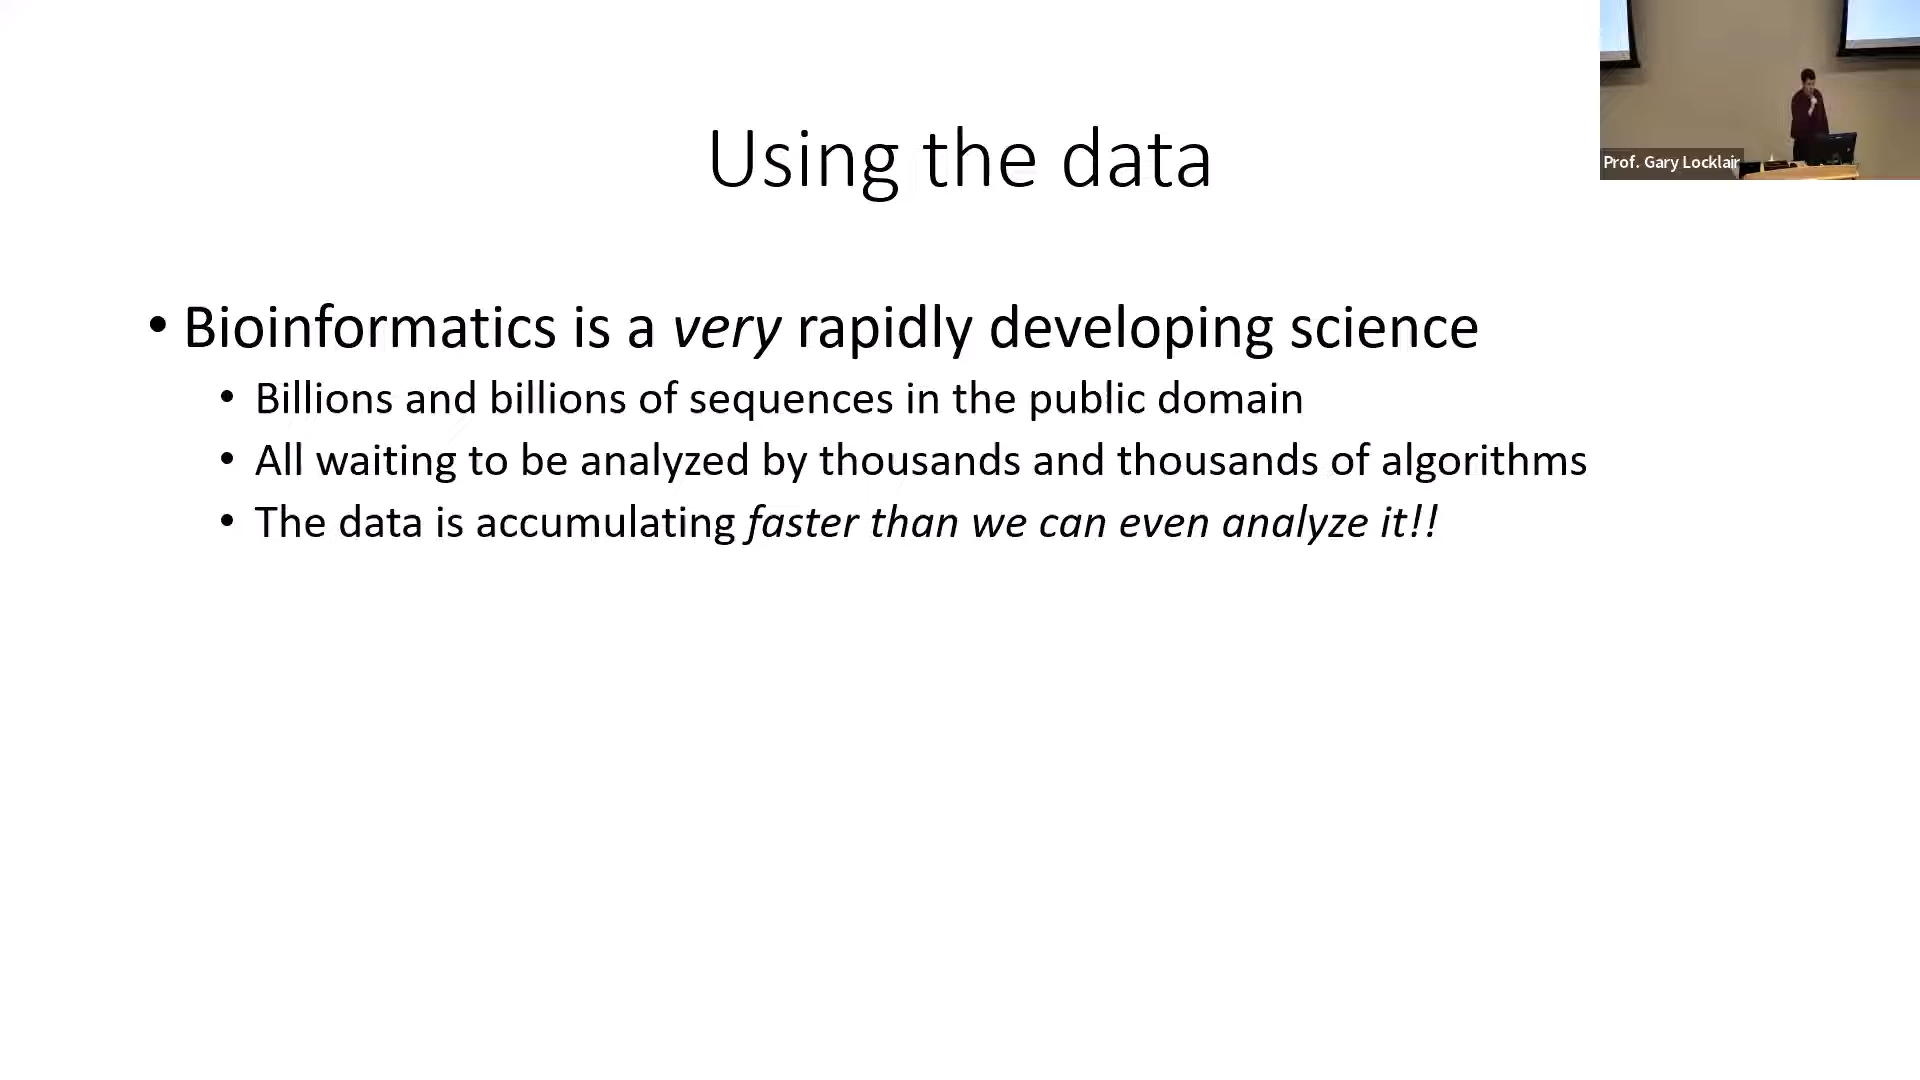 Using the data
Prof. Gary Locklair
• Bioinformatics is a very rapidly developing science
• Billions and billions of sequences in the public domain
• All waiting to be analyzed by thousands and thousands of algorithms
• The data is accumulating faster than we can even analyze it!!